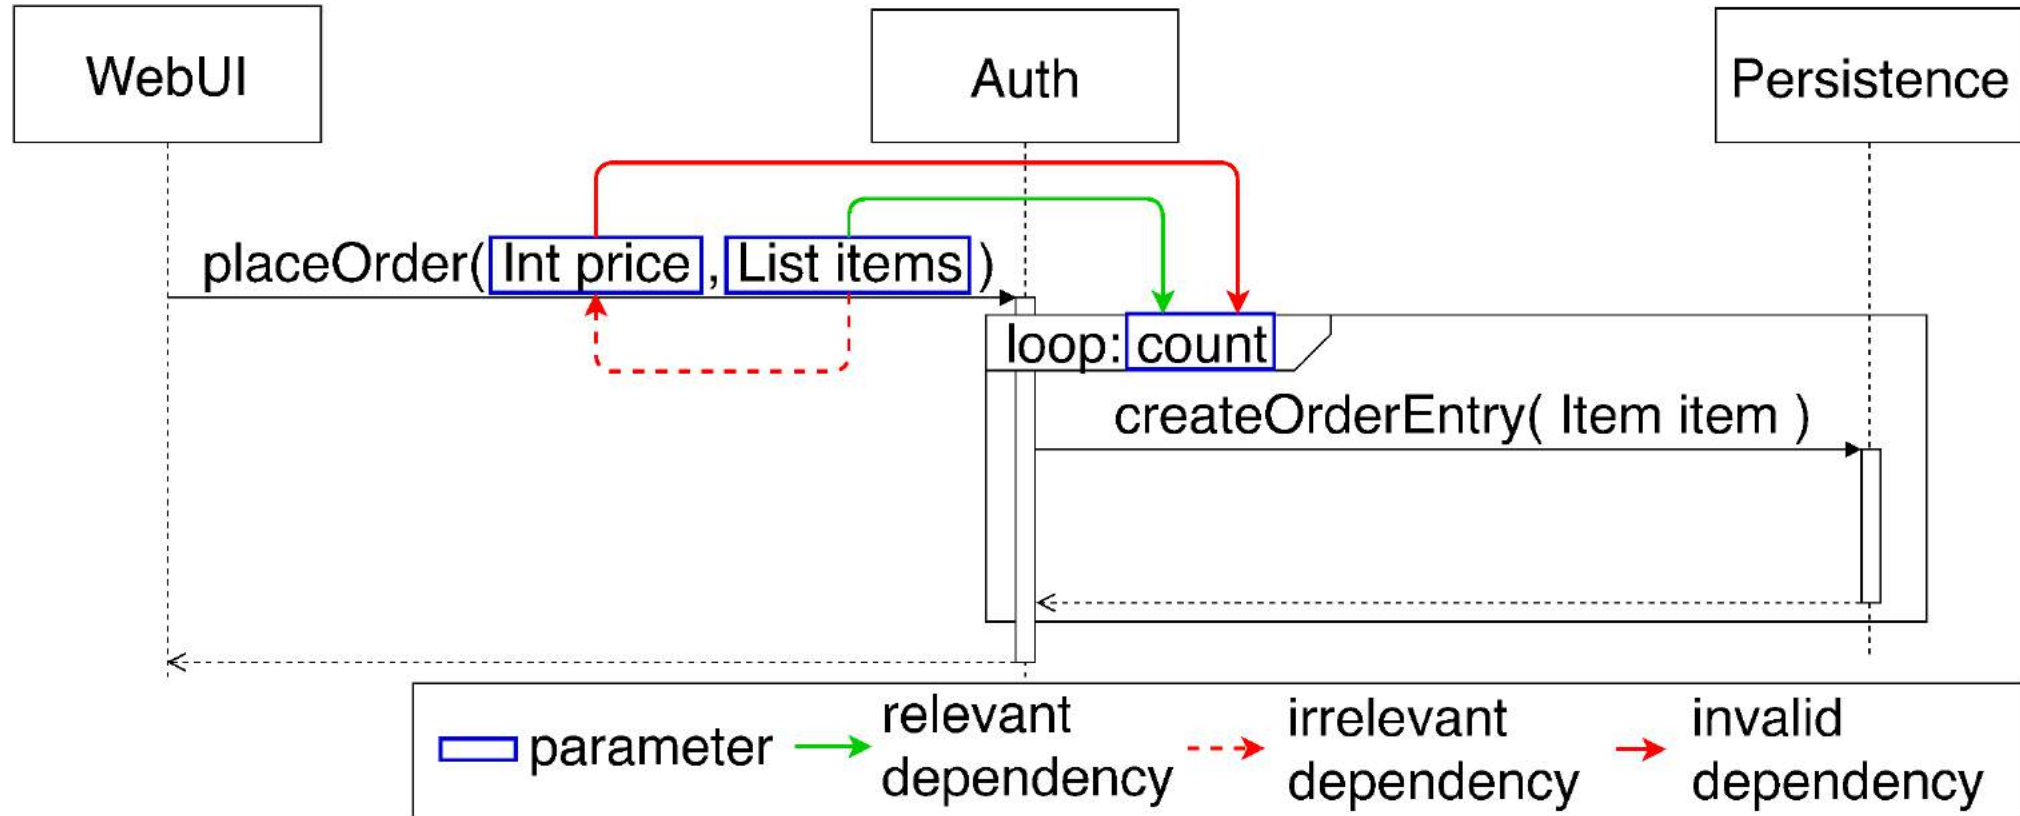 WebUI
Auth
Persistence
placeOrder( Int price , List items )
loop: count
createOrderEntry( Item item )
parameter
relevant
dependency
irrelevant
dependency
invalid
dependency